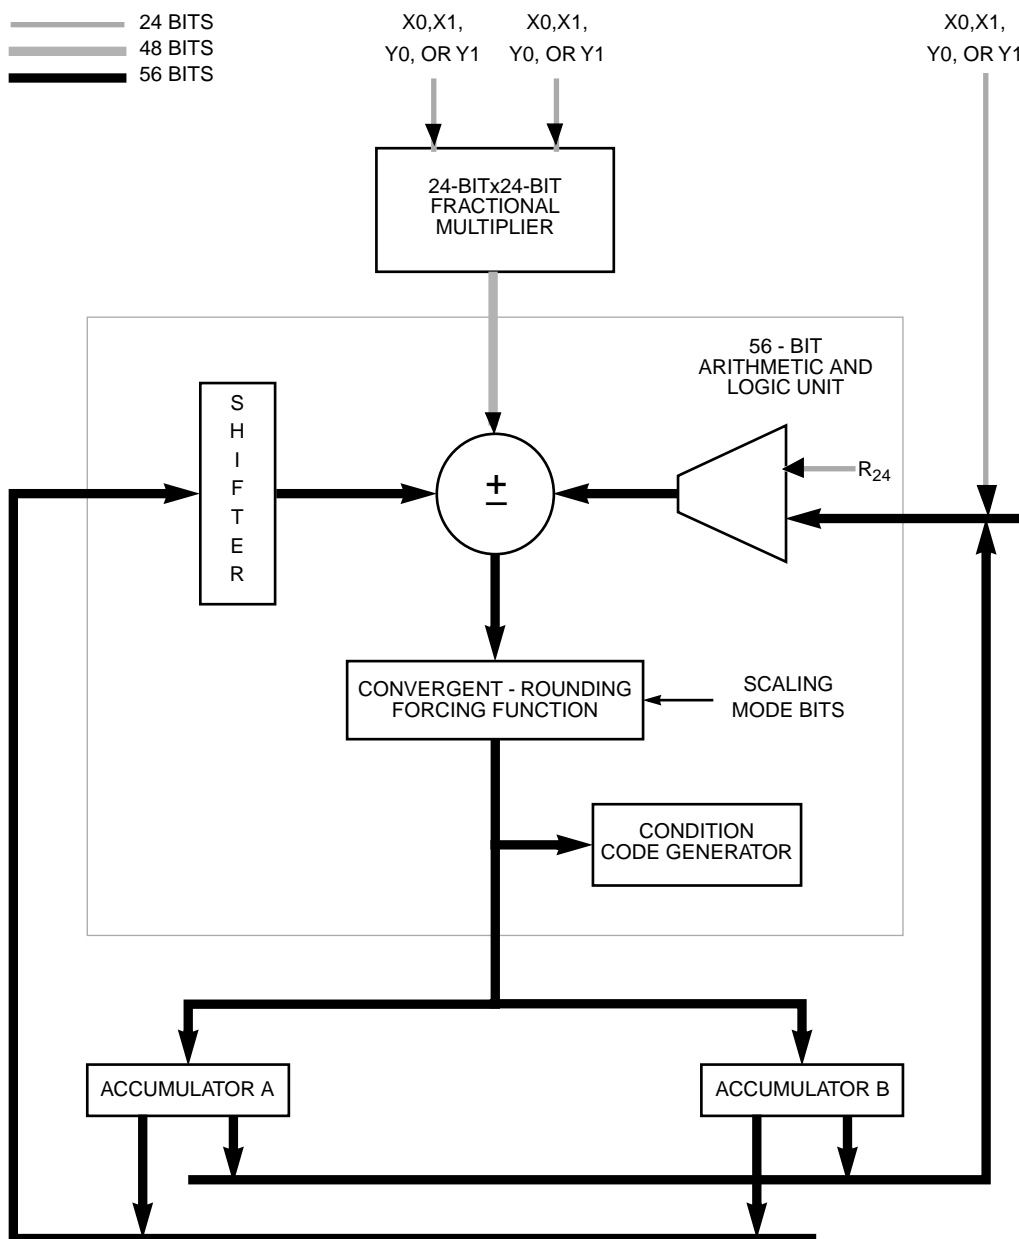 24 BITS
48 BITS
56 BITS
X0,X1,
Y0, OR Y1
X0,X1,
Y0, OR Y1
X0,X1,
Y0, OR Y1
24-BITx24-BIT
FRACTIONAL
MULTIPLIER
56 - BIT
ARITHMETIC AND
LOGIC UNIT
S
H
I
F
T
E
R
+
−
R24
CONVERGENT - ROUNDING
FORCING FUNCTION
SCALING
MODE BITS
CONDITION
CODE GENERATOR
ACCUMULATOR A
ACCUMULATOR B